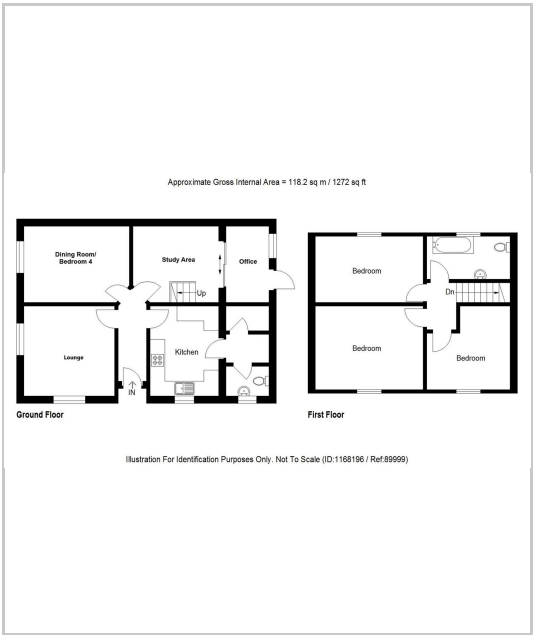 Approximate Gross Internal Area = 118.2 sq m / 1272 sq ft
Dining Room/
Bedroom 4
Study Area
Office
Up
Lounge
Kitchen
IN
Ground Floor
Bedroom
Dn
Bedroom
Bedroom
First Floor
Illustration For Identification Purposes Only. Not To Scale (ID:1168196 / Ref:89999)